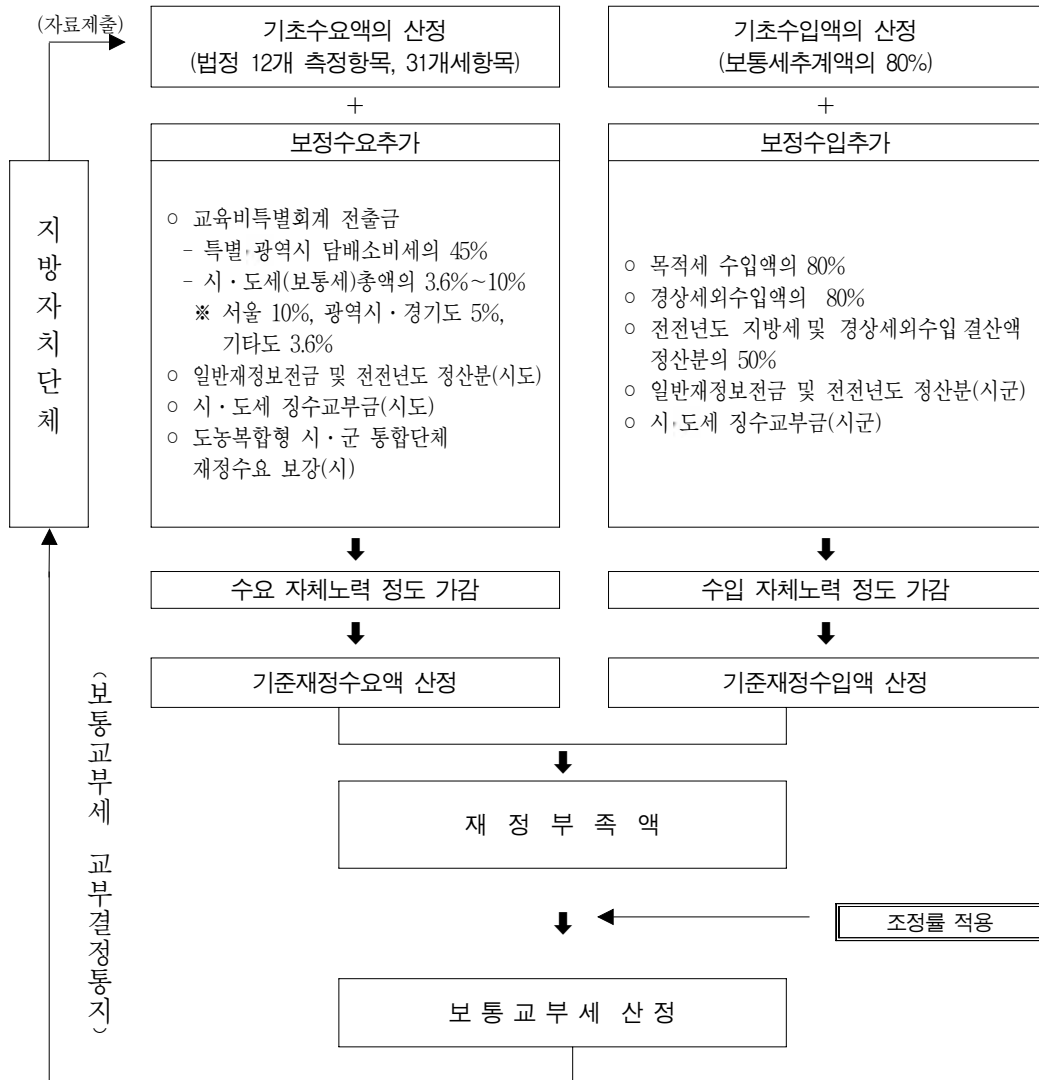 (자료제출)
기초수요액의 산정
(법정 12개 측정항목, 31개세항목)
+
보정수요추가
ㅇ 교육비특별회계 전출금
- 특별·광역시 담배소비세의 45%
- 시·도세(보통세)총액의 3.6%~10%
※ 서울 10%, 광역시·경기도 5%,
기타도 3.6%
ㅇ 일반재정보전금 및 전전년도 정산분(시도)
ㅇ 시·도세 징수교부금(시도)
ㅇ 도농복합형 시·군 통합단체
재정수요 보강(시)
기초수입액의 산정
(보통세추계액의 80%)
+
보정수입추가
ㅇ 목적세 수입액의 80%
ㅇ 경상세외수입액의 80%
ㅇ 전전년도 지방세 및 경상세외수입 결산액
정산분의 50%
ㅇ 일반재정보전금 및 전전년도 정산분(시군)
ㅇ 시·도세 징수교부금(시군)
지방자치단체
⬇
⬇
수요 자체노력 정도 가감
수입 자체노력 정도 가감
⬇
⬇
기준재정수요액 산정
기준재정수입액 산정
⬇
재 정 부 족 액
⬇
조정률 적용
보 통 교 부 세 산 정
(보통교부세 교부결정통지)